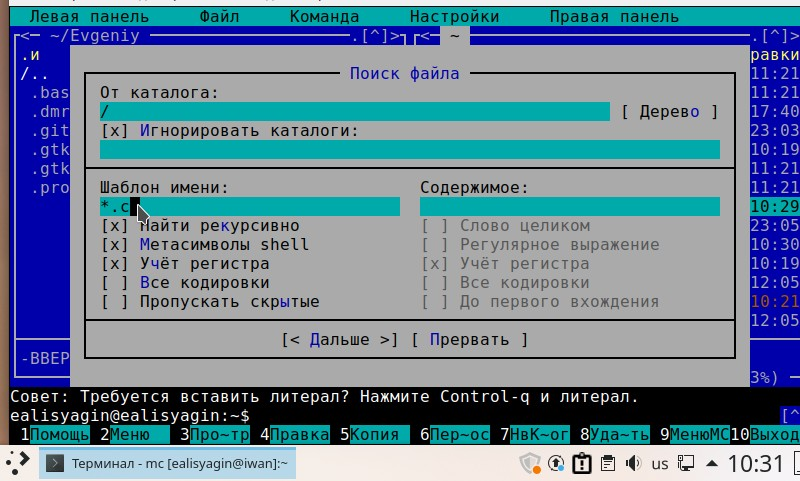 Левая панель Файл Команда Настройки Правая панель
<─ ~/Evgeniy .[^]> <─ ~ .[^]>
.и равки
/.. 11:21
.bas 11:21
.dmr 17:40
.git 23:03
.gtk 10:19
.gtk 11:21
.pro 11:21
10:29
23:05
10:30
10:19
12:05
10:21
12:05
-ВВЕР
3%)
Поиск файла
От каталога:
/ [ Дерево ]
[x] Игнорировать каталоги:
Шаблон имени: Содержимое:
*.c
[x] Найти рекурсивно [ ] Слово целиком
[x] Метасимволы shell [ ] Регулярное выражение
[x] Учёт регистра [x] Учёт регистра
[ ] Все кодировки [ ] Все кодировки
[ ] Пропускать скрытые [ ] До первого вхождения
[< Дальше >] [ Прервать ]
Совет: Требуется вставить литерал? Нажмите Control-q и литерал.
ealisyagin@ealisyagin:~$ [^
1Помощь 2Меню 3Про~тр 4Правка 5Копия 6Пер~ос 7НвК~ог 8Уда~ть 9МенюMC 10Выход
Терминал - mc [ealisyagin@iwan]:~ us 10:31